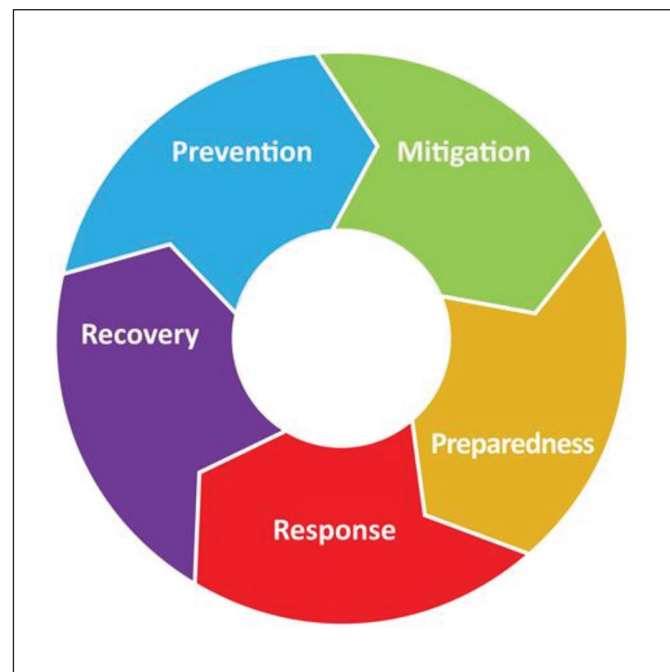 Prevention
Mitigation
Recovery
Preparedness
Response